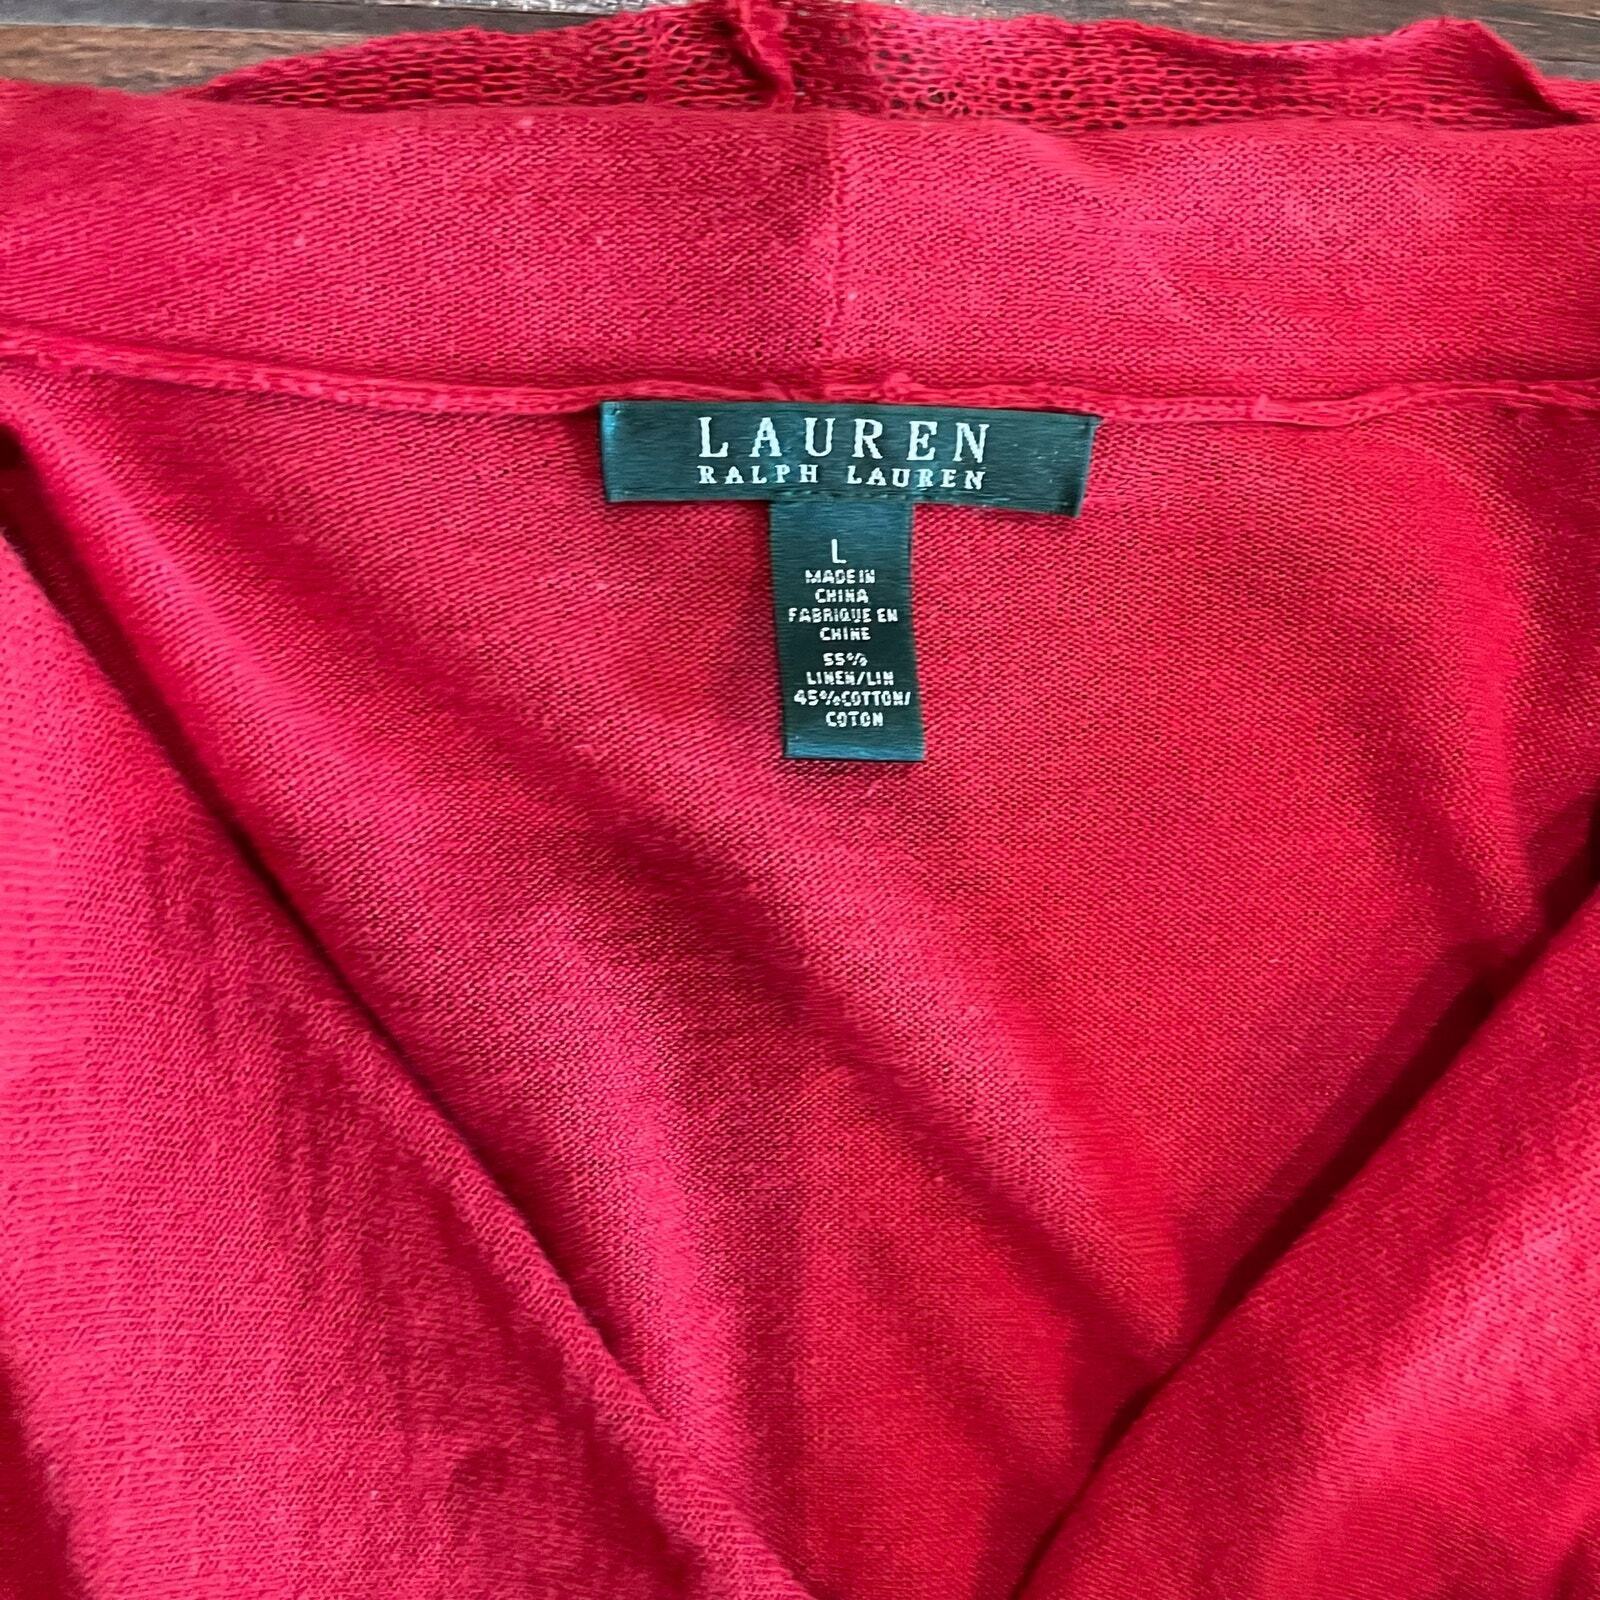 LAUREN
RALPH LAUREN
L
MADE IN
CHINA
FABRIQUE EN
CHINE
55%
LINEN/LIN
45%COTTON/
COTON